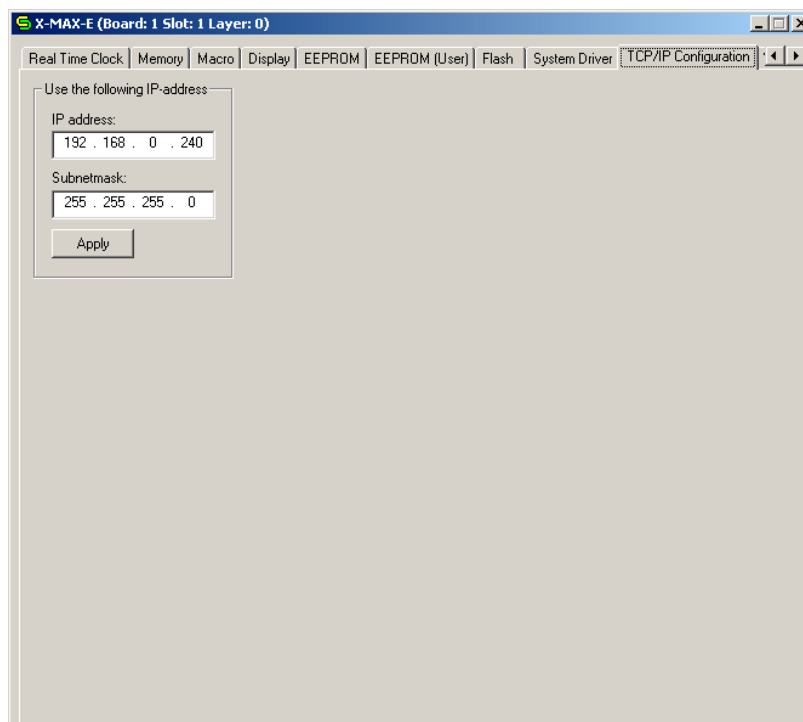 X-MAX-E (Board: 1 Slot: 1 Layer: 0)
Real Time Clock Memory Macro Display EEPROM EEPROM (User) Flash System Driver TCP/IP Configuration
Use the following IP-address
IP address:
192 . 168 . 0 . 240
Subnetmask:
255 . 255 . 255 . 0
Apply